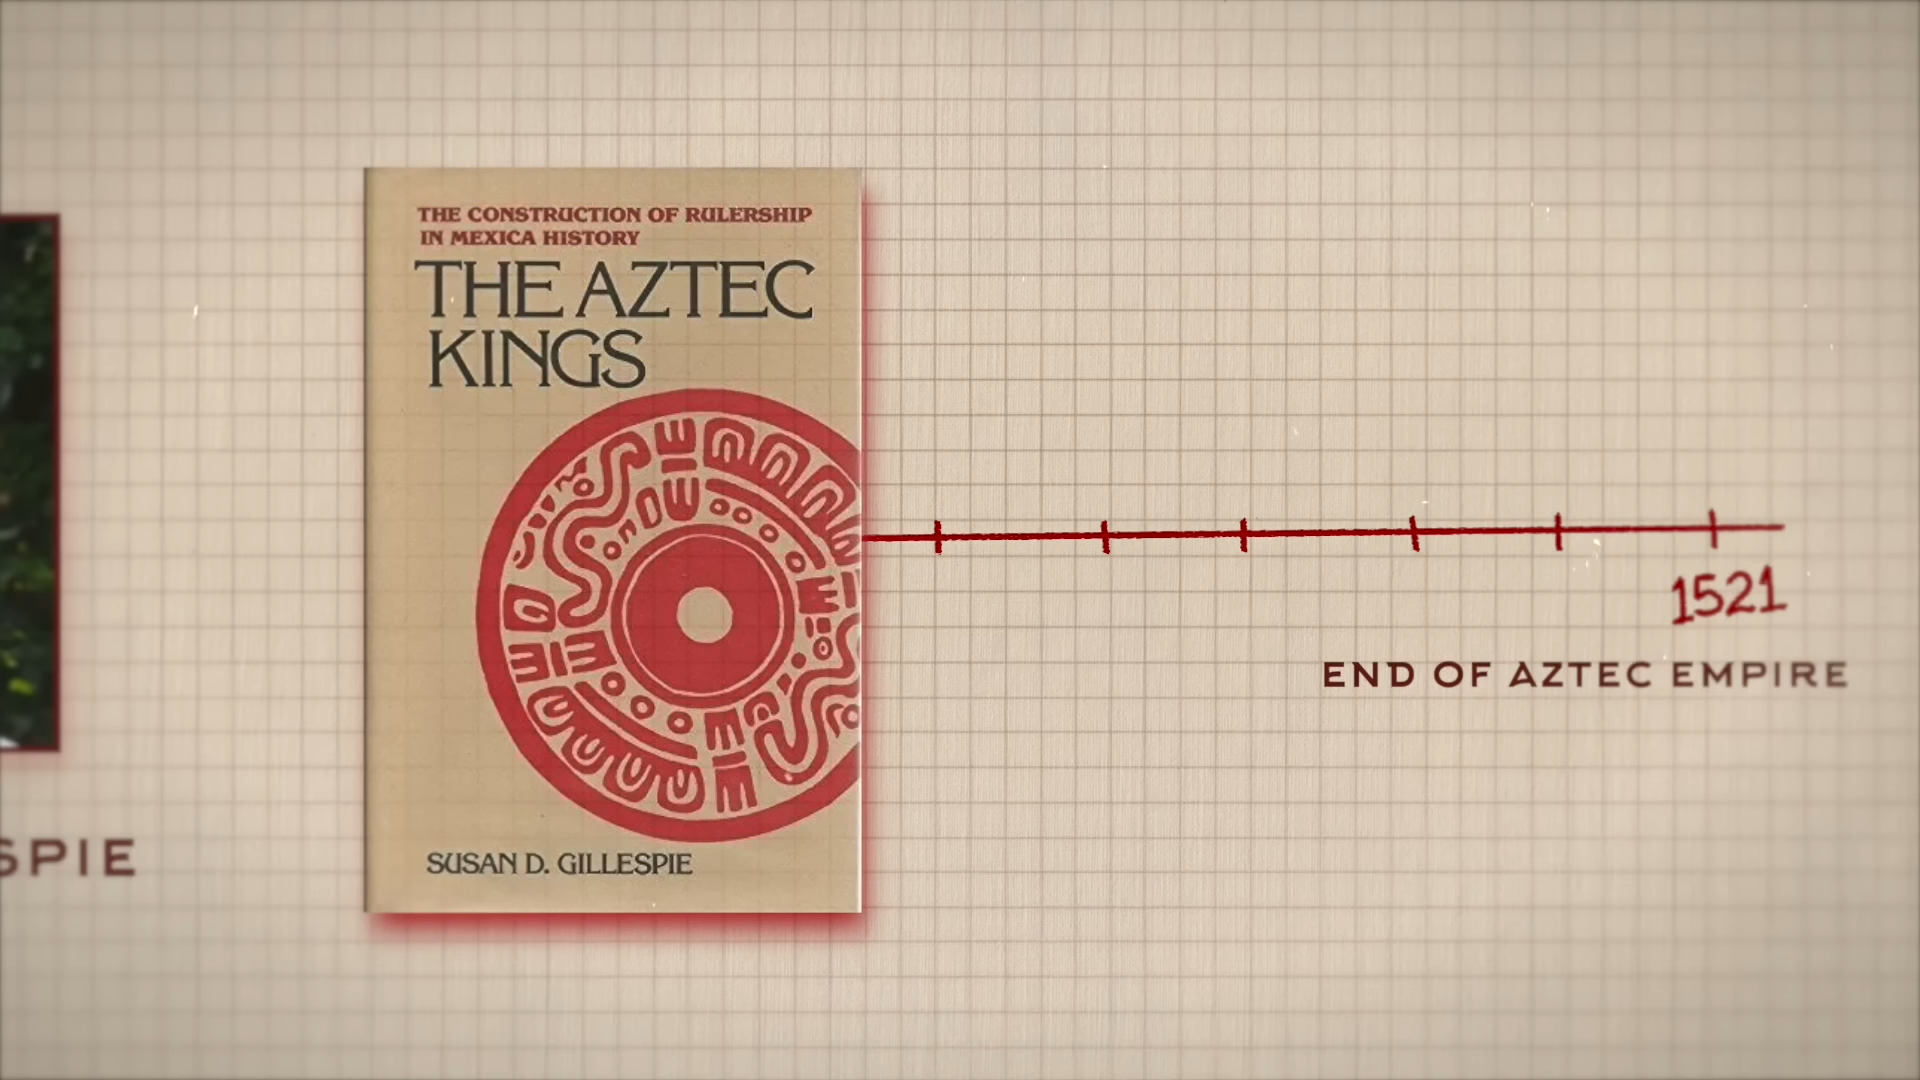 THE CONSTRUCTION OF RULERSHIP
IN MEXICA HISTORY
THE AZTEC
KINGS
SUSAN D. GILLESPIE
1521
END OF AZTEC EMPIRE
SPIE